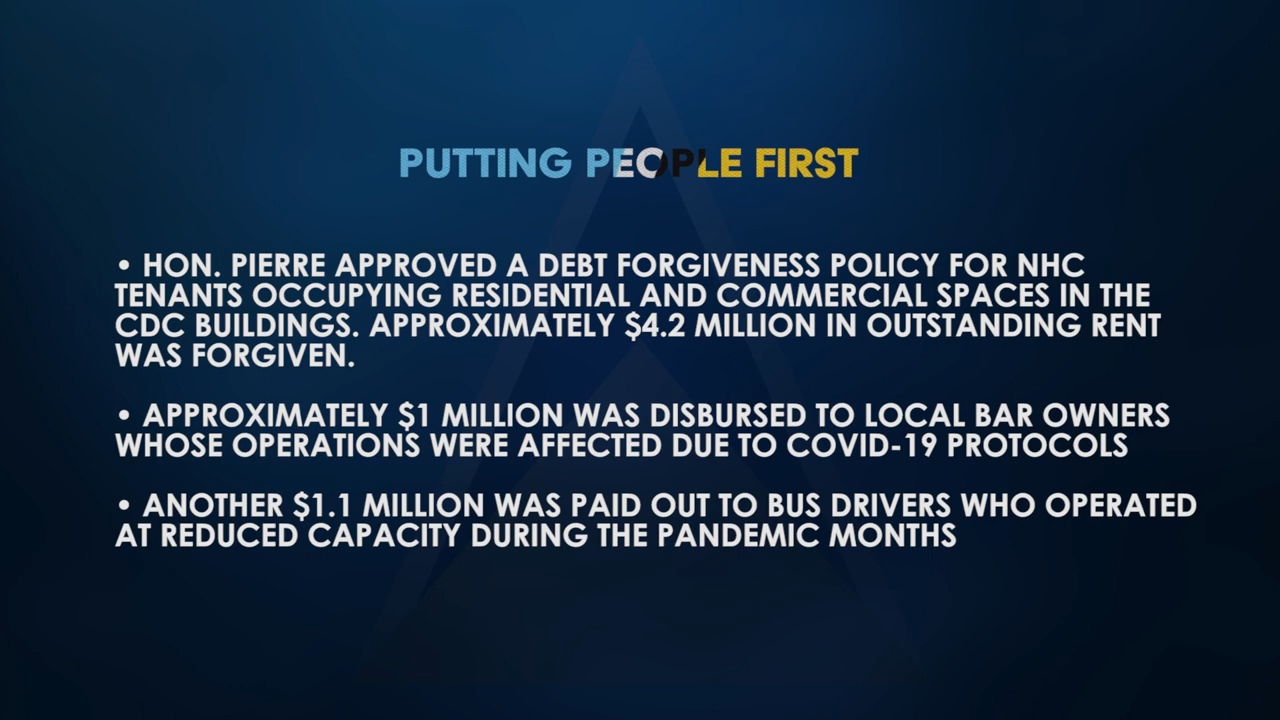 PUTTING PEOPLE FIRST
• HON. PIERRE APPROVED A DEBT FORGIVENESS POLICY FOR NHC
TENANTS OCCUPYING RESIDENTIAL AND COMMERCIAL SPACES IN THE
CDC BUILDINGS. APPROXIMATELY $4.2 MILLION IN OUTSTANDING RENT
WAS FORGIVEN.
• APPROXIMATELY $1 MILLION WAS DISBURSED TO LOCAL BAR OWNERS
WHOSE OPERATIONS WERE AFFECTED DUE TO COVID-19 PROTOCOLS
• ANOTHER $1.1 MILLION WAS PAID OUT TO BUS DRIVERS WHO OPERATED
AT REDUCED CAPACITY DURING THE PANDEMIC MONTHS